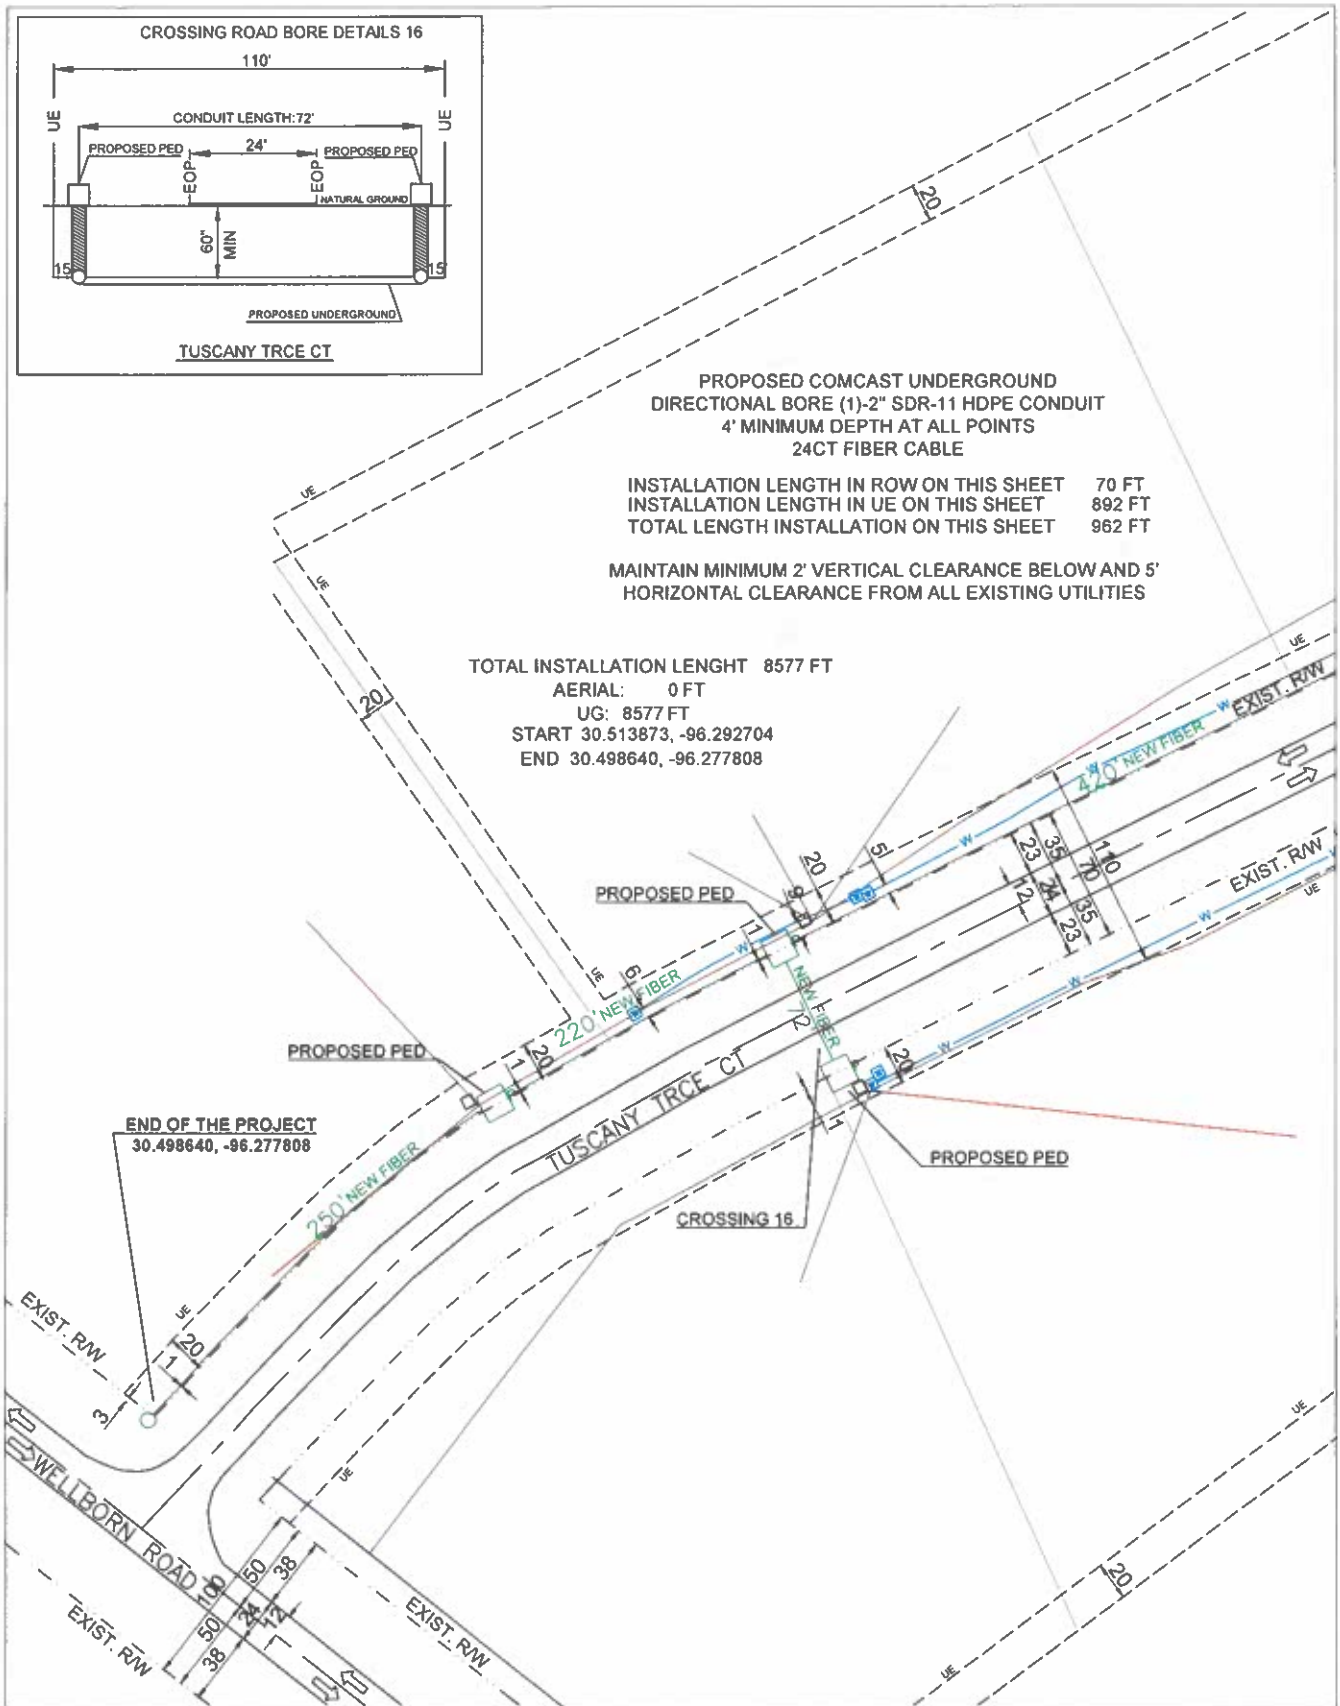 CROSSING ROAD BORE DETAILS 16
110'
UE
UE
CONDUIT LENGTH:72'
PROPOSED PED
24'
PROPOSED PED
EOP
EOP
NATURAL GROUND
60"
MIN
15'
15'
PROPOSED UNDERGROUND
TUSCANY TRCE CT
20
PROPOSED COMCAST UNDERGROUND
DIRECTIONAL BORE (1)-2" SDR-11 HDPE CONDUIT
4' MINIMUM DEPTH AT ALL POINTS
24CT FIBER CABLE
INSTALLATION LENGTH IN ROW ON THIS SHEET 70 FT
INSTALLATION LENGTH IN UE ON THIS SHEET 892 FT
TOTAL LENGTH INSTALLATION ON THIS SHEET 962 FT
MAINTAIN MINIMUM 2' VERTICAL CLEARANCE BELOW AND 5'
HORIZONTAL CLEARANCE FROM ALL EXISTING UTILITIES
UE
UE
UE
TOTAL INSTALLATION LENGHT 8577 FT
AERIAL: 0 FT
UG: 8577 FT
START 30.513873, -96.292704
END 30.498640, -96.277808
20
EXIST. R/W
W
W
420' NEW FIBER
W
5
20
9
23
35
110
70
24
12
35
23
EXIST. R/W
UE
PROPOSED PED
1
W
W
W
W
UE
6
220' NEW FIBER
NEW FIBER
72'
20
1
20
PROPOSED PED
TUSCANY TRCE CT
1
PROPOSED PED
END OF THE PROJECT
30.498640, -96.277808
250' NEW FIBER
CROSSING 16
EXIST. R/W
UE
20
1
3
WELLBORN ROAD
UE
UE
50
38
100
24
12
50
38
EXIST. R/W
EXIST. R/W
20
UE